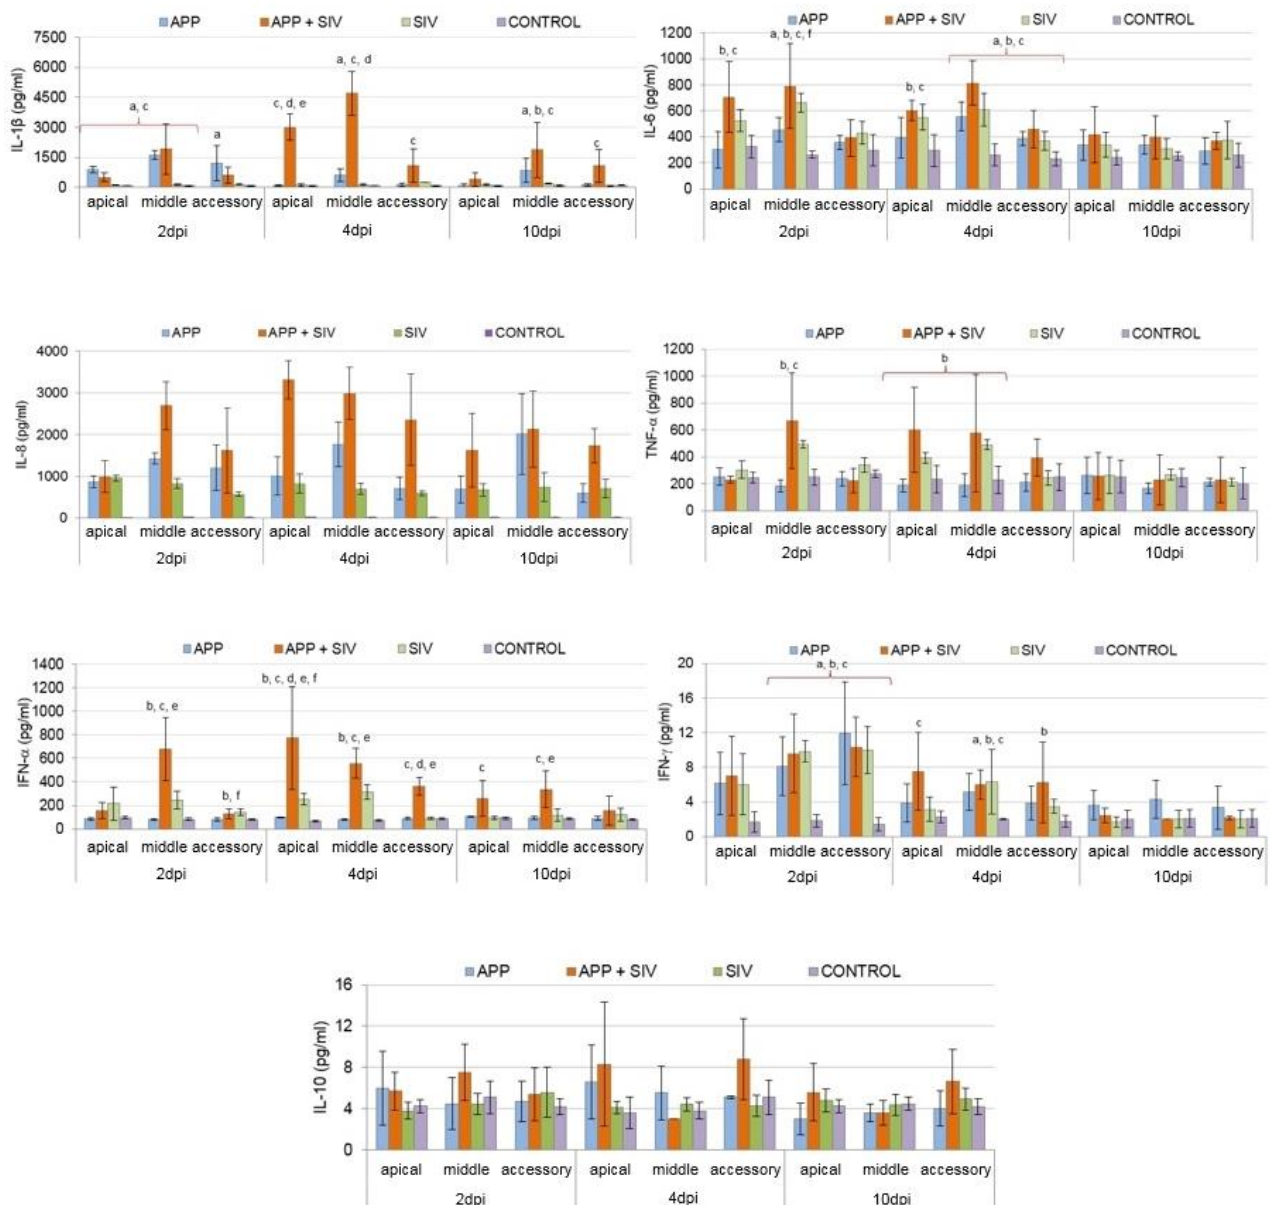 APP APP + SIV SIV CONTROL
IL-1β (pg/ml)
7500
6000
4500
3000
1500
0
a, c
a
c, d, e
a, c, d
c
a, b, c
c
apical middle accessory apical middle accessory apical middle accessory
2dpi 4dpi 10dpi
APP APP + SIV SIV CONTROL
IL-6 (pg/ml)
1200
1000
800
600
400
200
0
b, c
a, b, c, f
b, c
a, b, c
apical middle accessory apical middle accessory apical middle accessory
2dpi 4dpi 10dpi
APP APP + SIV SIV CONTROL
IL-8 (pg/ml)
4000
3000
2000
1000
0
apical middle accessory apical middle accessory apical middle accessory
2dpi 4dpi 10dpi
APP APP + SIV SIV CONTROL
TNF-α (pg/ml)
1200
1000
800
600
400
200
0
b, c
b
apical middle accessory apical middle accessory apical middle accessory
2dpi 4dpi 10dpi
APP APP + SIV SIV CONTROL
IFN-α (pg/ml)
1400
1200
1000
800
600
400
200
0
b, c, e
b, f
b, c, d, e, f
b, c, e
c, d, e
c
c, e
apical middle accessory apical middle accessory apical middle accessory
2dpi 4dpi 10dpi
APP APP + SIV SIV CONTROL
IFN-γ (pg/ml)
20
16
12
8
4
0
a, b, c
c
a, b, c
b
apical middle accessory apical middle accessory apical middle accessory
2dpi 4dpi 10dpi
APP APP + SIV SIV CONTROL
IL-10 (pg/ml)
16
12
8
4
0
apical middle accessory apical middle accessory apical middle accessory
2dpi 4dpi 10dpi